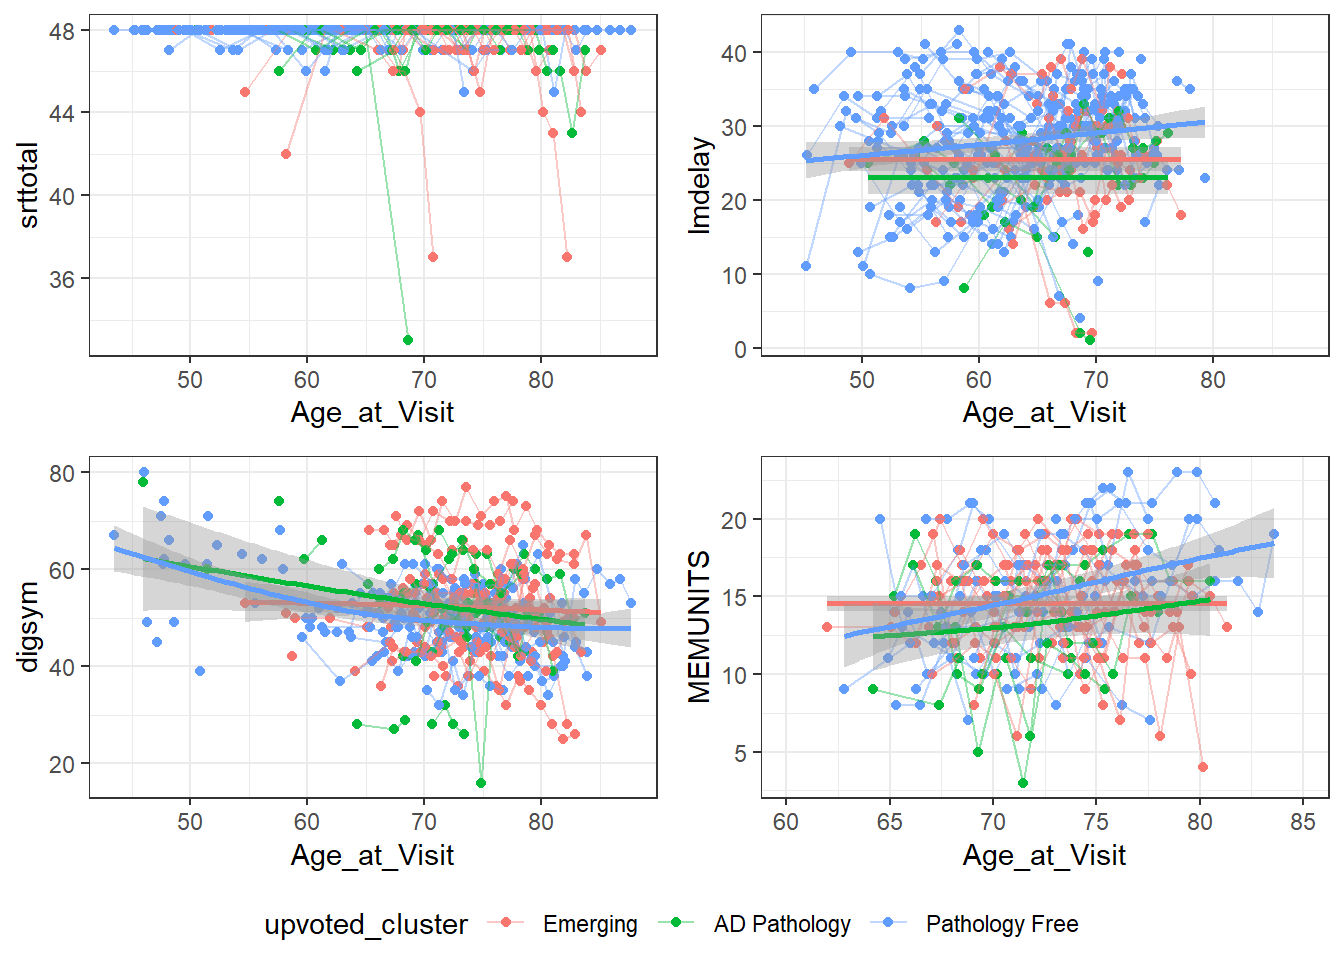 srttotal
48
44
40
36
50 60 70 80
Age_at_Visit
lmdelay
40
30
20
10
0
50 60 70 80
Age_at_Visit
digsym
80
60
40
20
50 60 70 80
Age_at_Visit
MEMUNITS
20
15
10
5
60 65 70 75 80 85
Age_at_Visit
upvoted_cluster Emerging AD Pathology Pathology Free